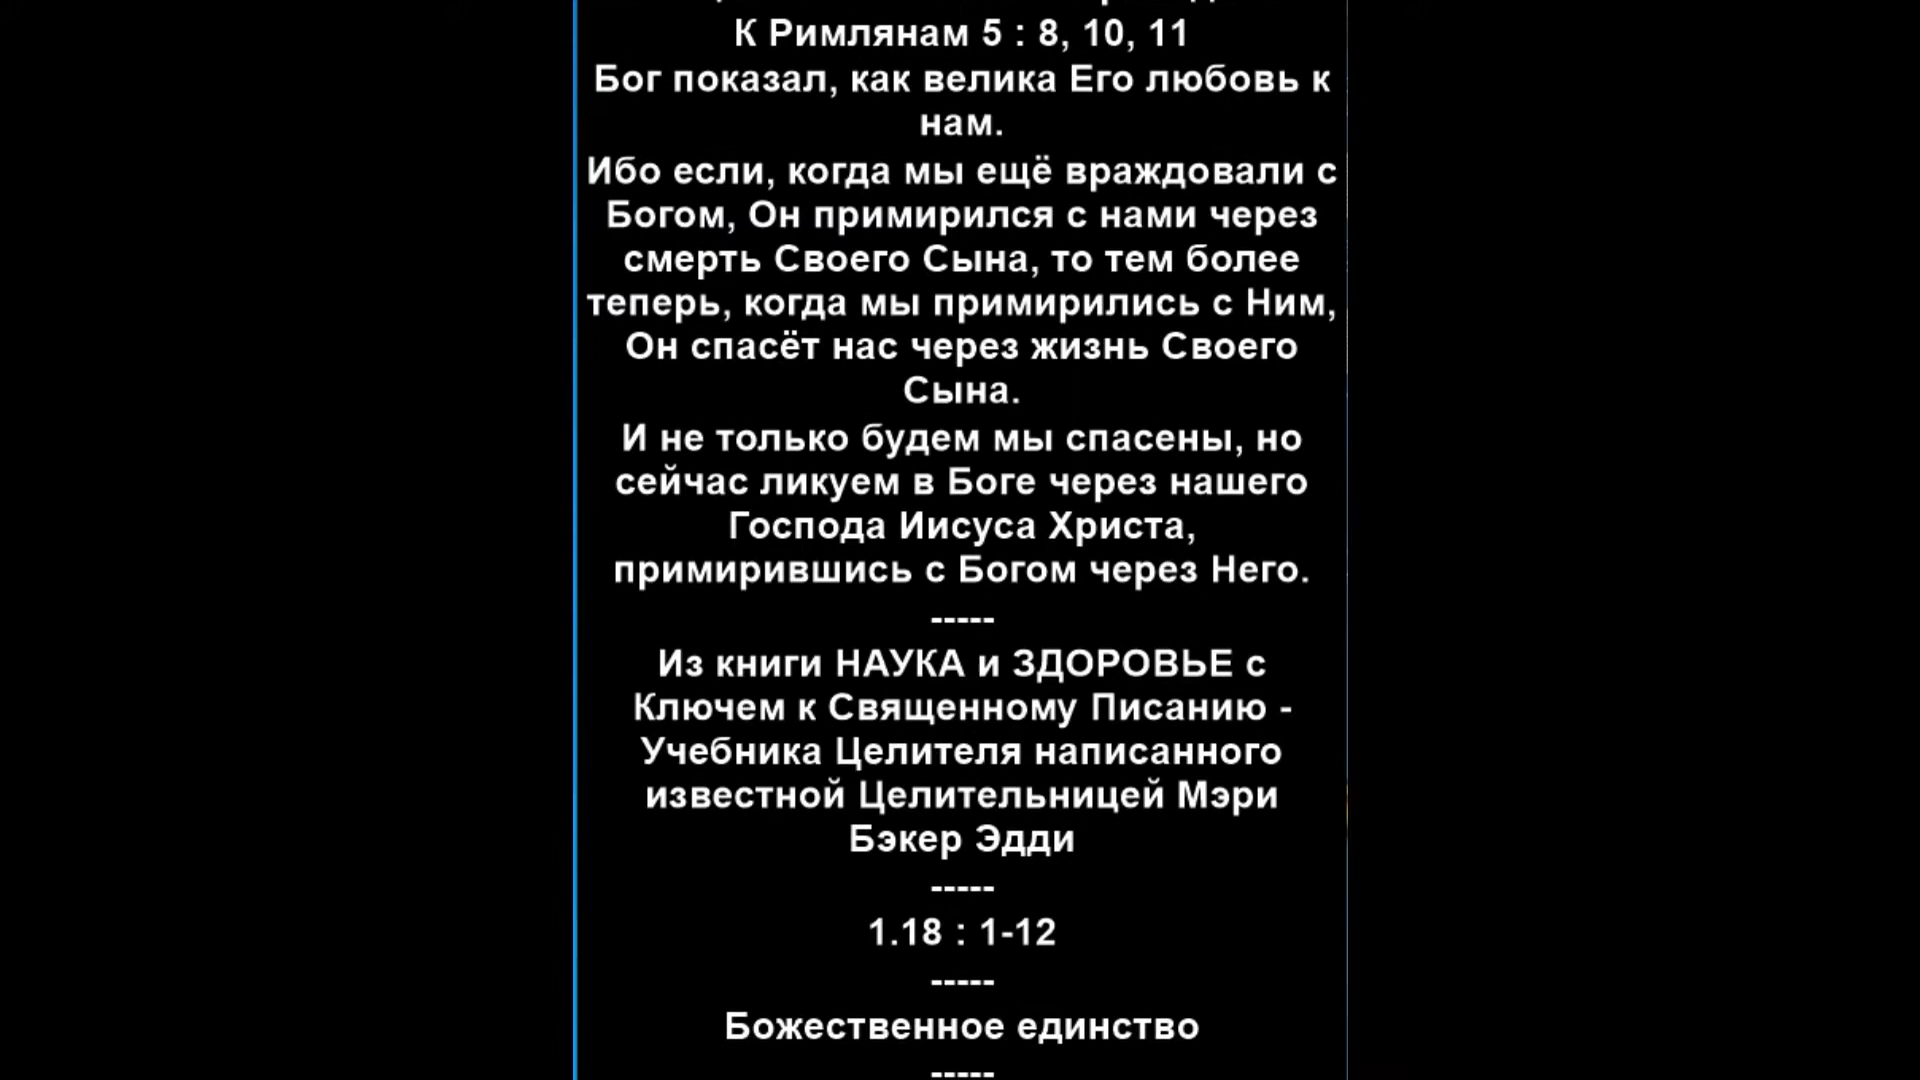 К Римлянам 5 : 8, 10, 11
Бог показал, как велика Его любовь к
нам.
Ибо если, когда мы ещё враждовали с
Богом, Он примирился с нами через
смерть Своего Сына, то тем более
теперь, когда мы примирились с Ним,
Он спасёт нас через жизнь Своего
Сына.
И не только будем мы спасены, но
сейчас ликуем в Боге через нашего
Господа Иисуса Христа,
примирившись с Богом через Него.
-----
Из книги НАУКА и ЗДОРОВЬЕ с
Ключем к Священному Писанию -
Учебника Целителя написанного
известной Целительницей Мэри
Бэкер Эдди
-----
1.18 : 1-12
-----
Божественное единство
-----